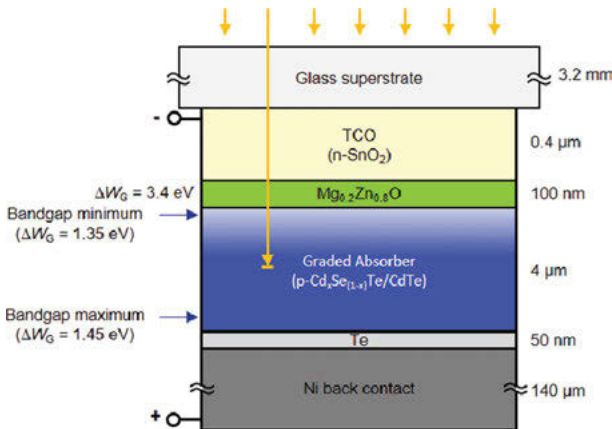 Glass superstrate
3.2 mm
-
TCO
(n-SnO₂)
0.4 µm
ΔW_G = 3.4 eV
Mg₀.₂Zn₀.₈O
100 nm
Bandgap minimum
(ΔW_G = 1.35 eV)
Graded Absorber
(p-CdₓSe₍₁₋ₓ₎Te/CdTe)
4 µm
Bandgap maximum
(ΔW_G = 1.45 eV)
Te
50 nm
Ni back contact
140 µm
+